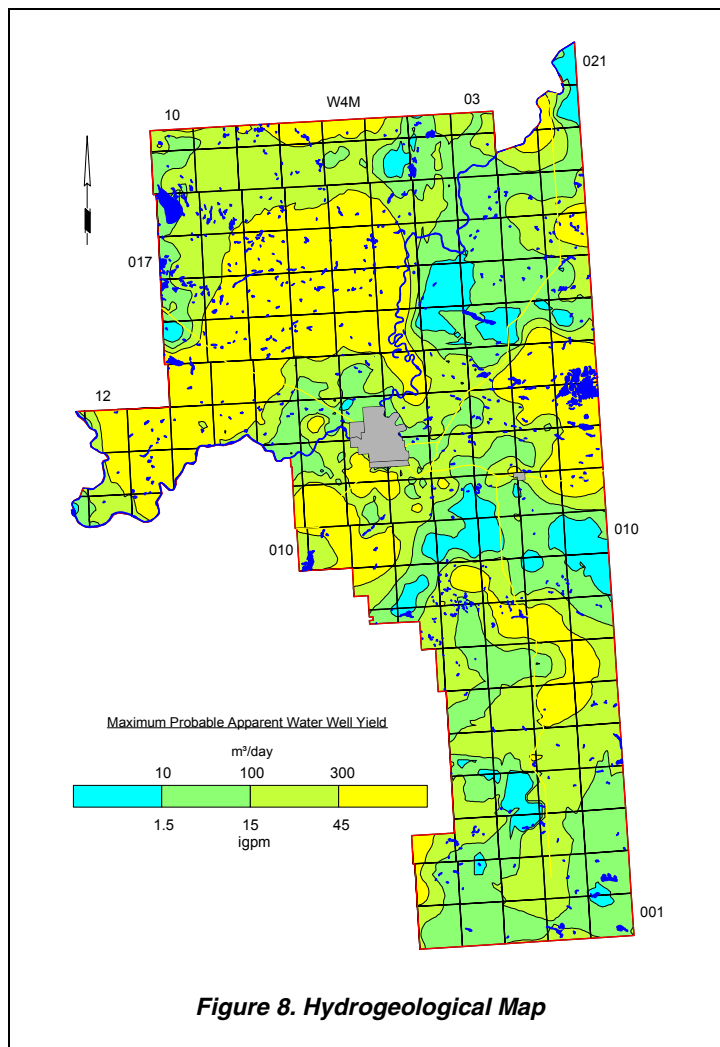 021
W4M
03
10
017
12
010
010
Maximum Probable Apparent Water Well Yield
m³/day
10 100 300
1.5 15 45
igpm
001
Figure 8. Hydrogeological Map